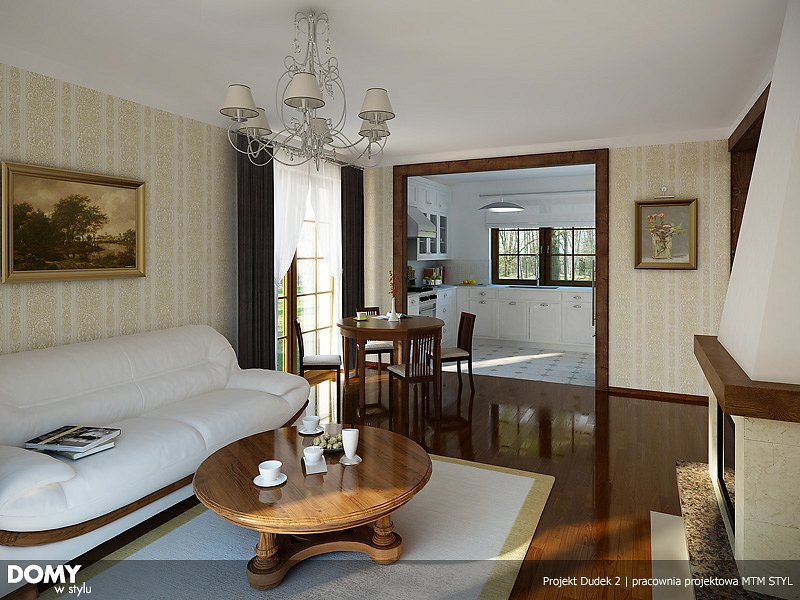 DOMY
w stylu
Projekt Dudek 2 | pracownia projektowa MTM STYL